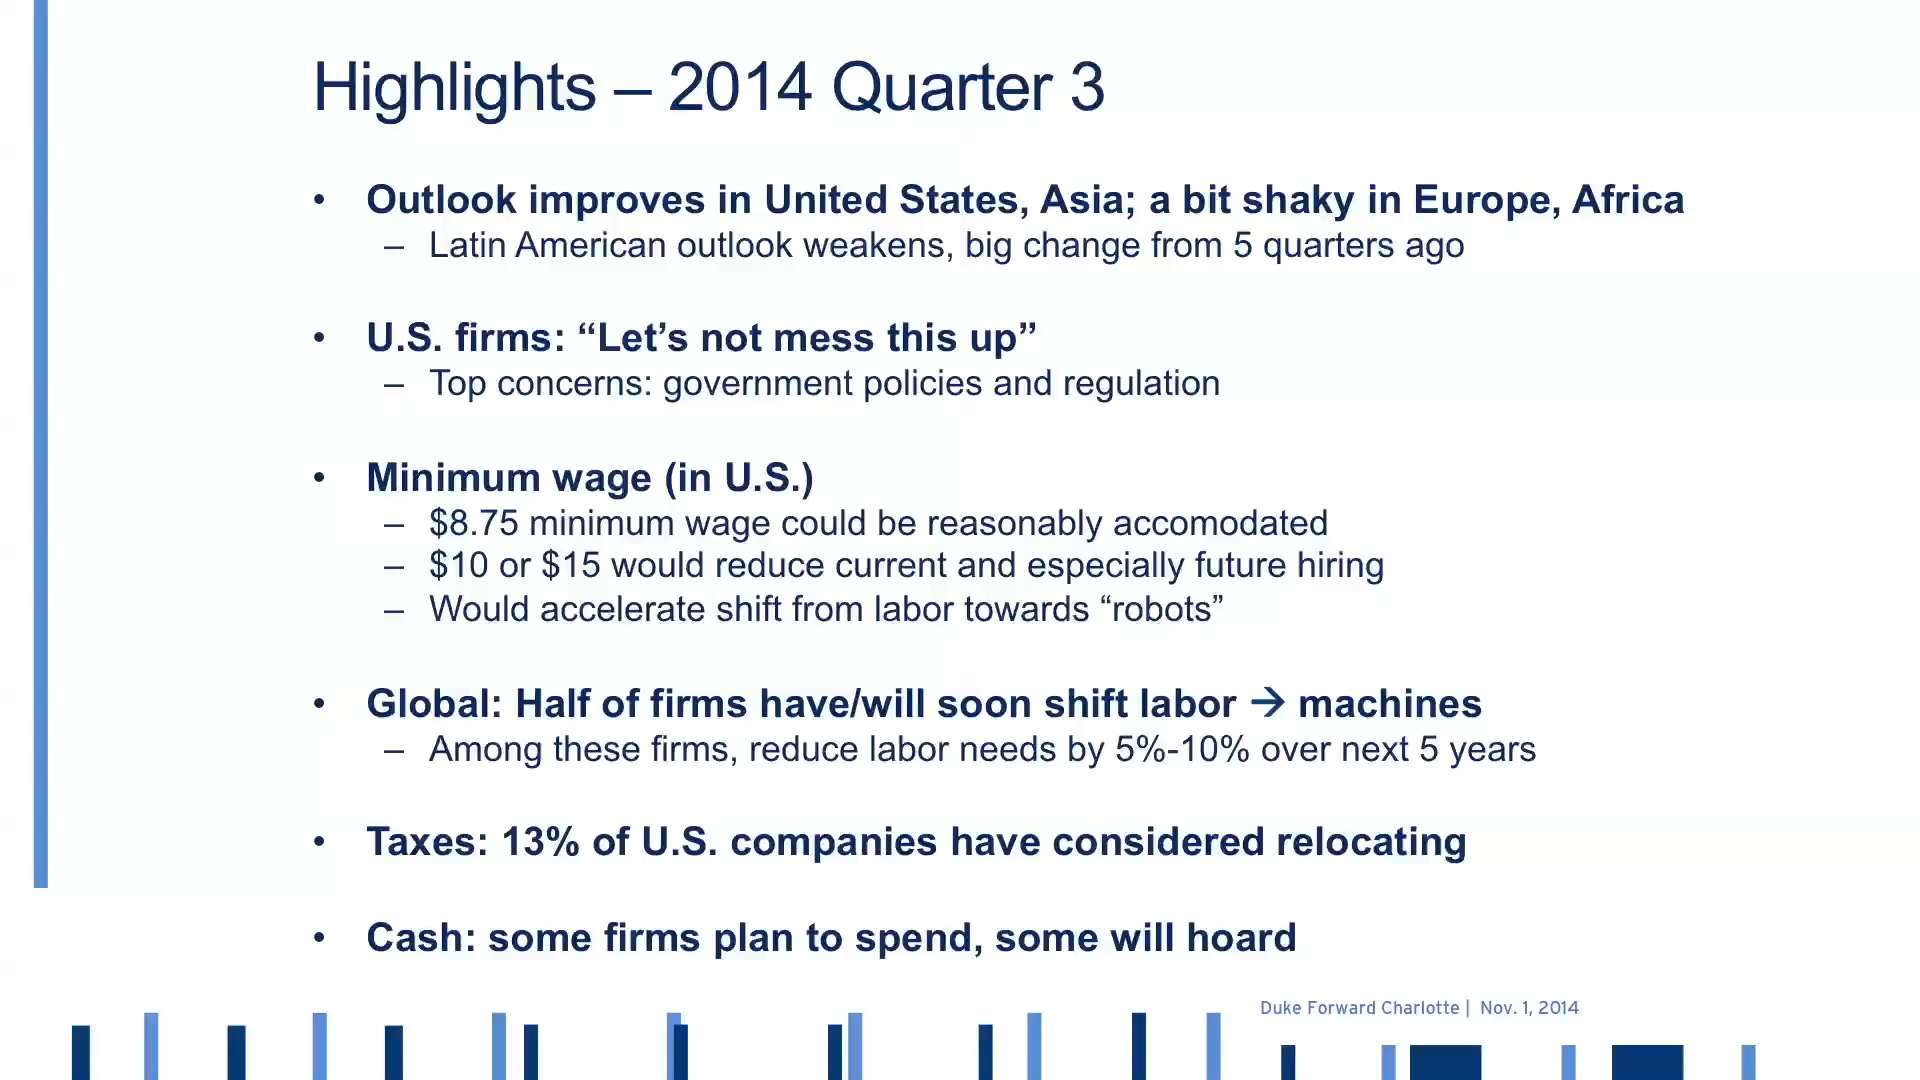 Highlights – 2014 Quarter 3
• Outlook improves in United States, Asia; a bit shaky in Europe, Africa
– Latin American outlook weakens, big change from 5 quarters ago
• U.S. firms: “Let’s not mess this up”
– Top concerns: government policies and regulation
• Minimum wage (in U.S.)
– $8.75 minimum wage could be reasonably accomodated
– $10 or $15 would reduce current and especially future hiring
– Would accelerate shift from labor towards “robots”
• Global: Half of firms have/will soon shift labor → machines
– Among these firms, reduce labor needs by 5%-10% over next 5 years
• Taxes: 13% of U.S. companies have considered relocating
• Cash: some firms plan to spend, some will hoard
Duke Forward Charlotte | Nov. 1, 2014